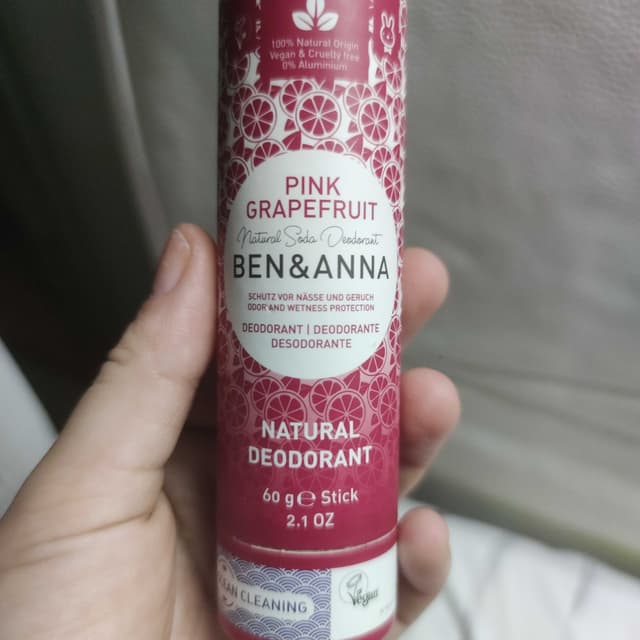 100% Natural Origin
Vegan & Cruelty free
0% Aluminium
PINK
GRAPEFRUIT
Natural Soda Deodorant
BEN&ANNA
SCHUTZ VOR NÄSSE UND GERUCH
ODOR AND WETNESS PROTECTION
DEODORANT | DEODORANTE
DESODORANTE
NATURAL
DEODORANT
60 g e Stick
2.1 OZ
CLEANING
Vegan